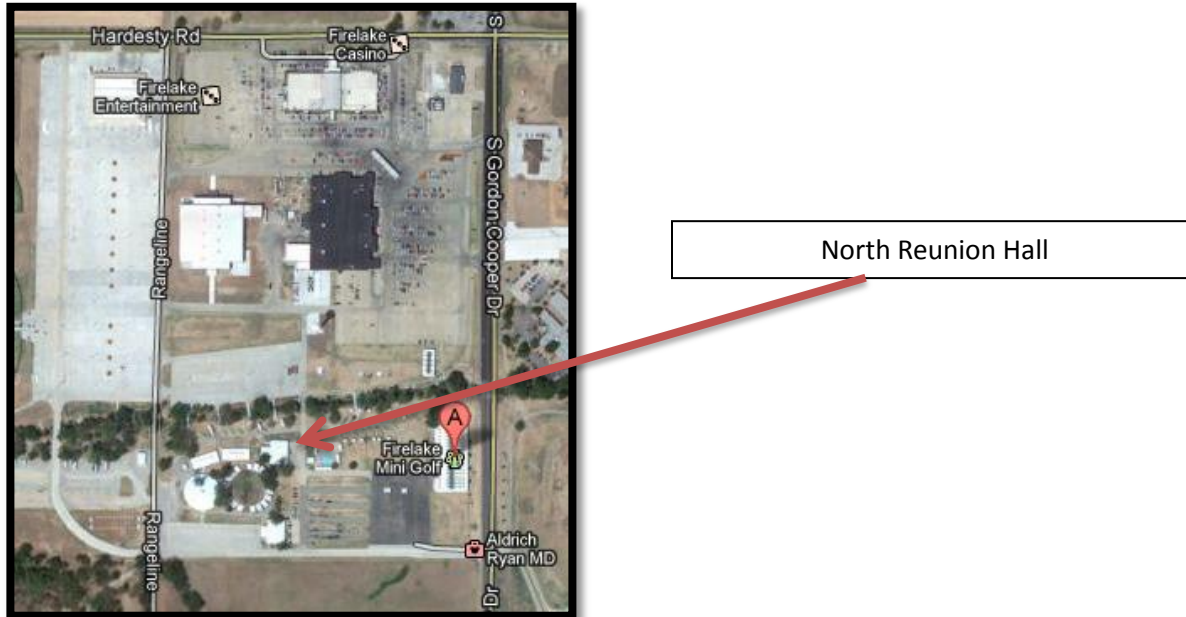 Hardesty Rd
Firelake
Casino
S
Firelake
Entertainment
S Gordon Cooper Dr
Rangeline
North Reunion Hall
A
Firelake
Mini Golf
Rangeline
Aldrich
Ryan MD
Dr